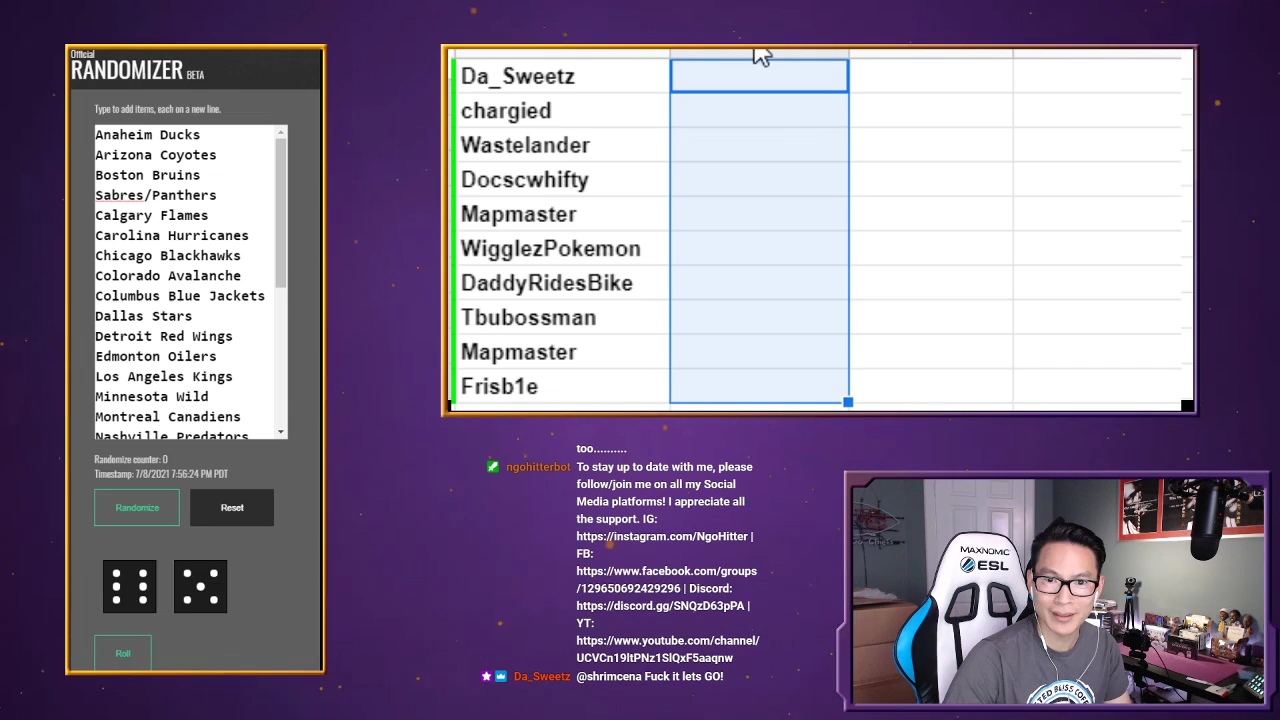 Official
RANDOMIZER BETA
Type to add items, each on a new line.
Anaheim Ducks
Arizona Coyotes
Boston Bruins
Sabres/Panthers
Calgary Flames
Carolina Hurricanes
Chicago Blackhawks
Colorado Avalanche
Columbus Blue Jackets
Dallas Stars
Detroit Red Wings
Edmonton Oilers
Los Angeles Kings
Minnesota Wild
Montreal Canadiens
Nashville Predators
Randomize counter: 0
Timestamp: 7/8/2021 7:56:24 PM PDT
Randomize
Reset
Roll
Da_Sweetz
chargied
Wastelander
Docscwhifty
Mapmaster
WigglezPokemon
DaddyRidesBike
Tbubossman
Mapmaster
Frisb1e
too..........
ngohitterbot To stay up to date with me, please
follow/join me on all my Social
Media platforms! I appreciate all
the support. IG:
https://instagram.com/NgoHitter |
FB:
https://www.facebook.com/groups
/129650692429296 | Discord:
https://discord.gg/SNQzD63pPA |
YT:
https://www.youtube.com/channel/
UCVCn19ltPNz1SlQxF5aaqnw
Da_Sweetz @shrimcena Fuck it lets GO!
MAXNOMIC
ESL